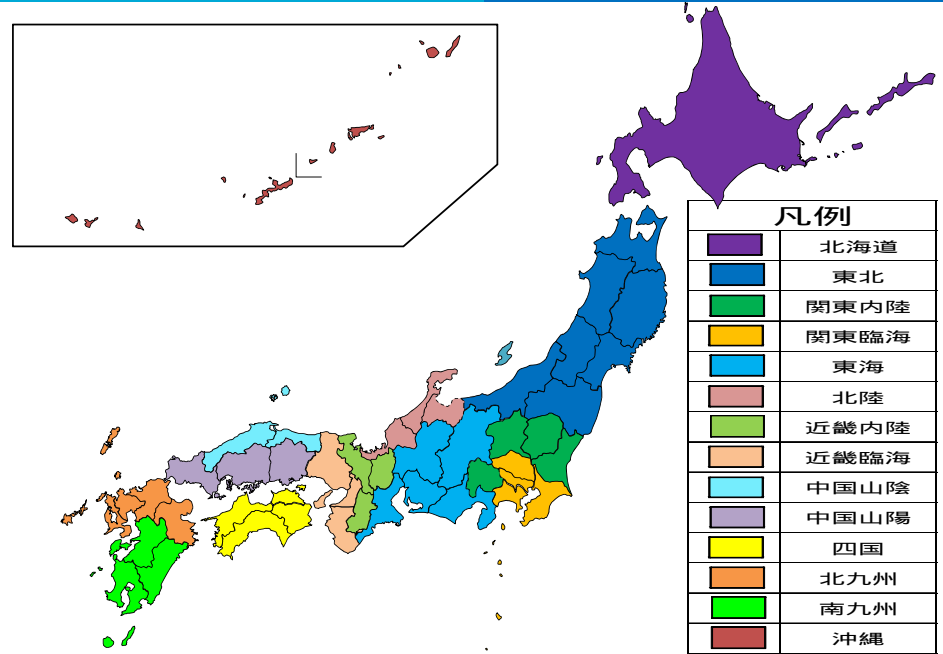 凡例
北海道
東北
関東内陸
関東臨海
東海
北陸
近畿内陸
近畿臨海
中国山陰
中国山陽
四国
北九州
南九州
沖縄